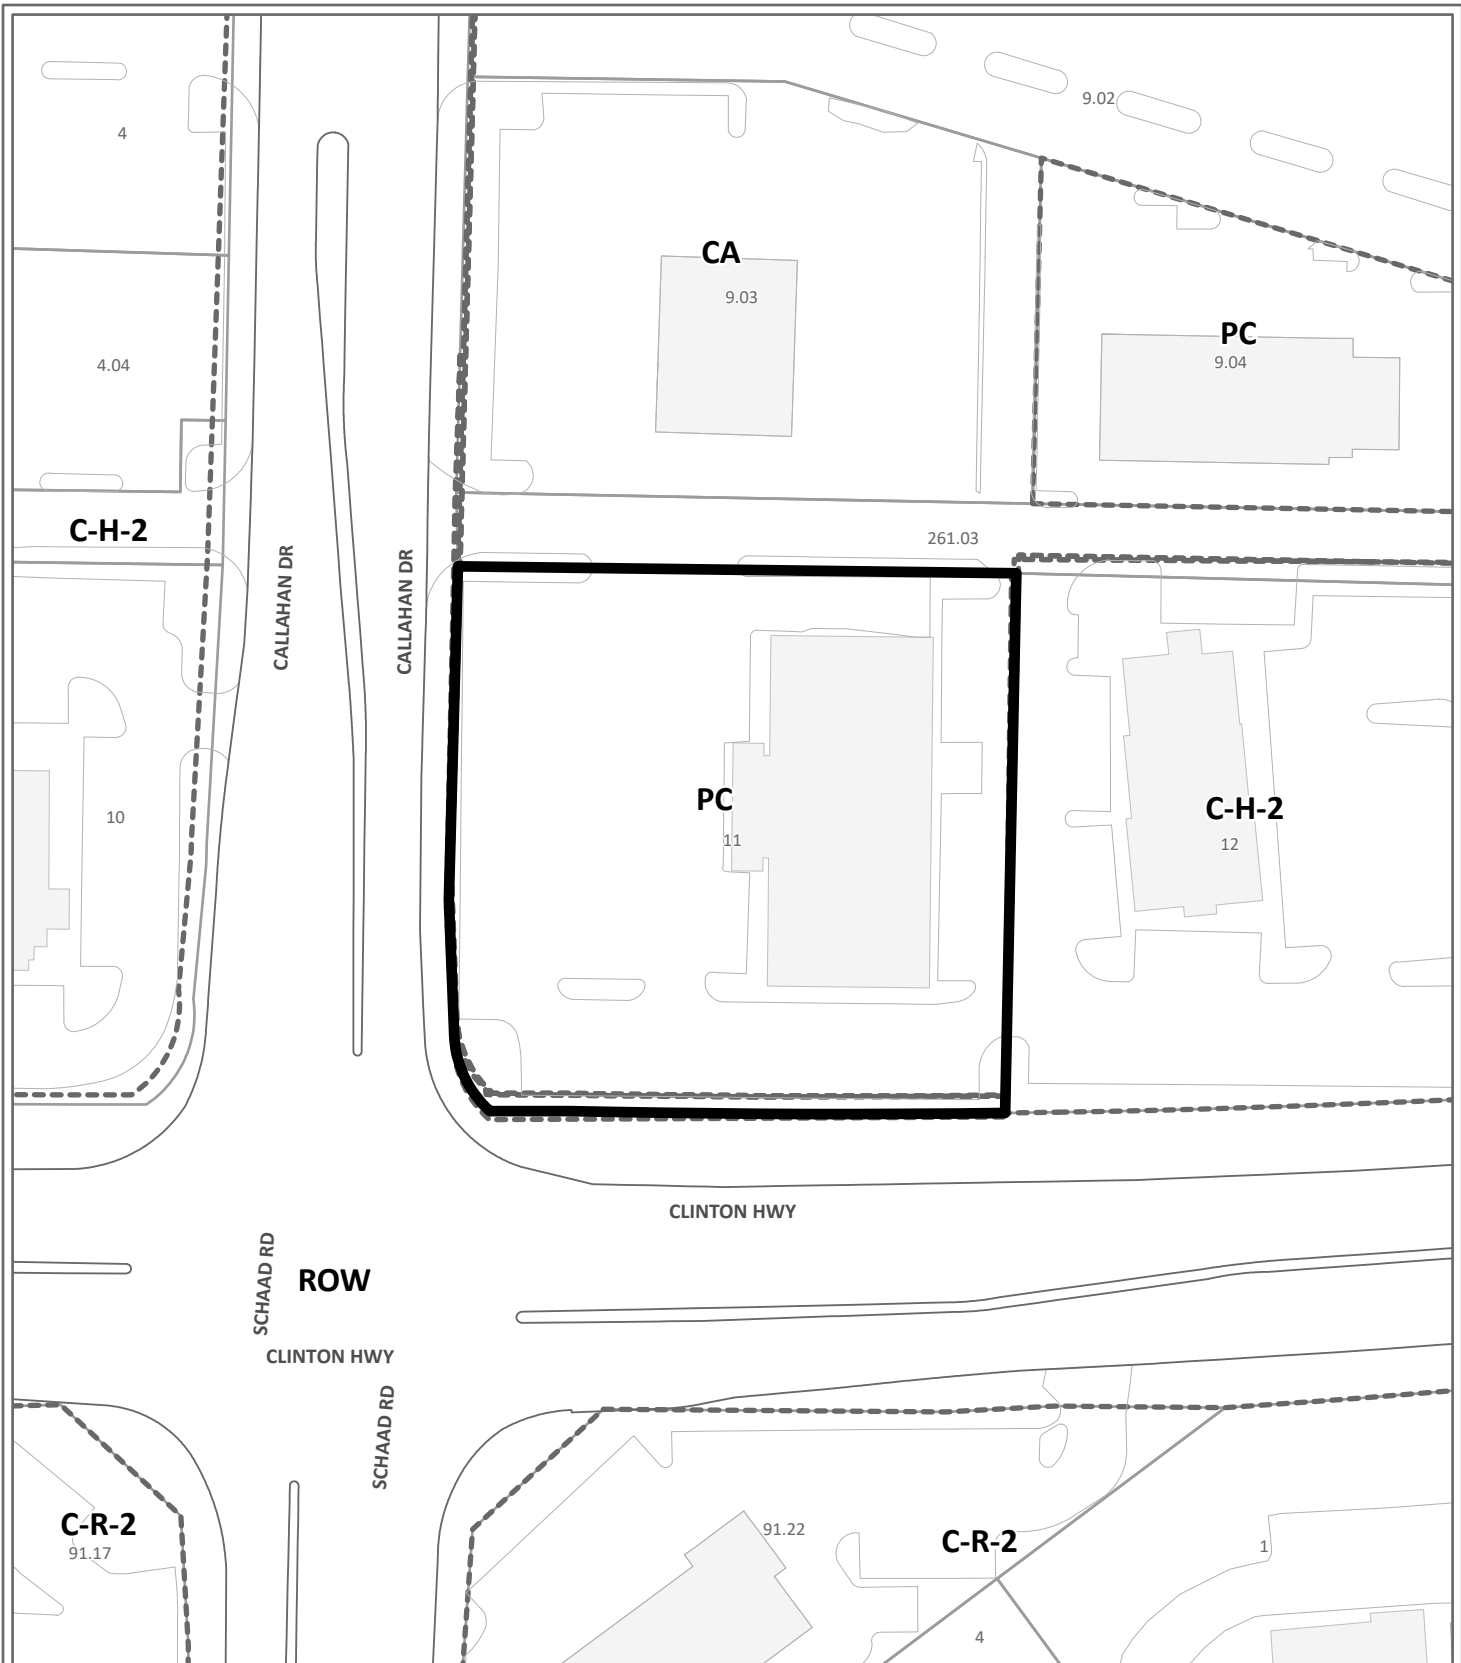 9.02
4
CA
9.03
PC
9.04
4.04
C-H-2
261.03
CALLAHAN DR
CALLAHAN DR
PC
11
10
C-H-2
12
CLINTON HWY
SCHAAD RD
ROW
CLINTON HWY
SCHAAD RD
C-R-2
91.17
91.22
C-R-2
1
4